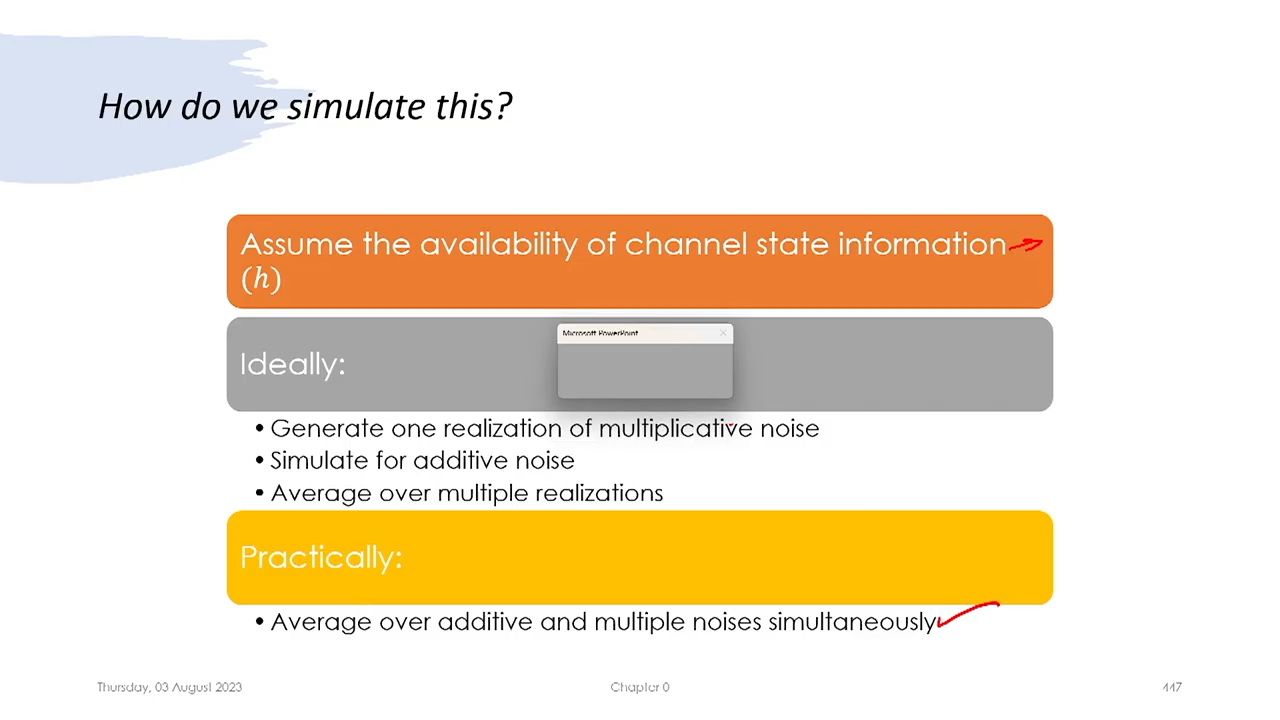 How do we simulate this?
Assume the availability of channel state information
(ℎ)
Ideally:
Microsoft PowerPoint
• Generate one realization of multiplicative noise
• Simulate for additive noise
• Average over multiple realizations
Practically:
• Average over additive and multiple noises simultaneously
Thursday, 03 August 2023
Chapter 0
447